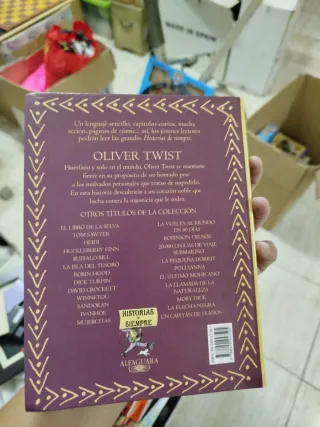 MADE IN SPAIN
Un lenguaje sencillo, capítulos cortos, mucha
acción, páginas de cómic... así, los jóvenes lectores
podrán leer las grandes Historias de siempre.
OLIVER TWIST
Huérfano y solo en el mundo, Oliver Twist se mantiene
firme en su propósito de ser honrado pese
a los malvados personajes que tratan de impedirlo.
En esta historia descubrirás a un corazón noble que
lucha contra la injusticia que le rodea.
OTROS TÍTULOS DE LA COLECCIÓN
EL LIBRO DE LA SELVA
TOM SAWYER
HEIDI
HUCKLEBERRY FINN
BUFFALO BILL
LA ISLA DEL TESORO
ROBIN HOOD
DICK TURPIN
DAVID CROCKETT
WINNETOU
SANDOKÁN
IVANHOE
MUJERCITAS
LA VUELTA AL MUNDO
EN 80 DÍAS
ROBINSON CRUSOE
20.000 LEGUAS DE VIAJE
SUBMARINO
LA PEQUEÑA DORRIT
POLLYANNA
EL ÚLTIMO MOHICANO
LA LLAMADA DE LA
NATURALEZA
MOBY DICK
LA FLECHA NEGRA
UN CAPITÁN DE 15 AÑOS
HISTORIAS
DE
SIEMPRE
ALFAGUARA